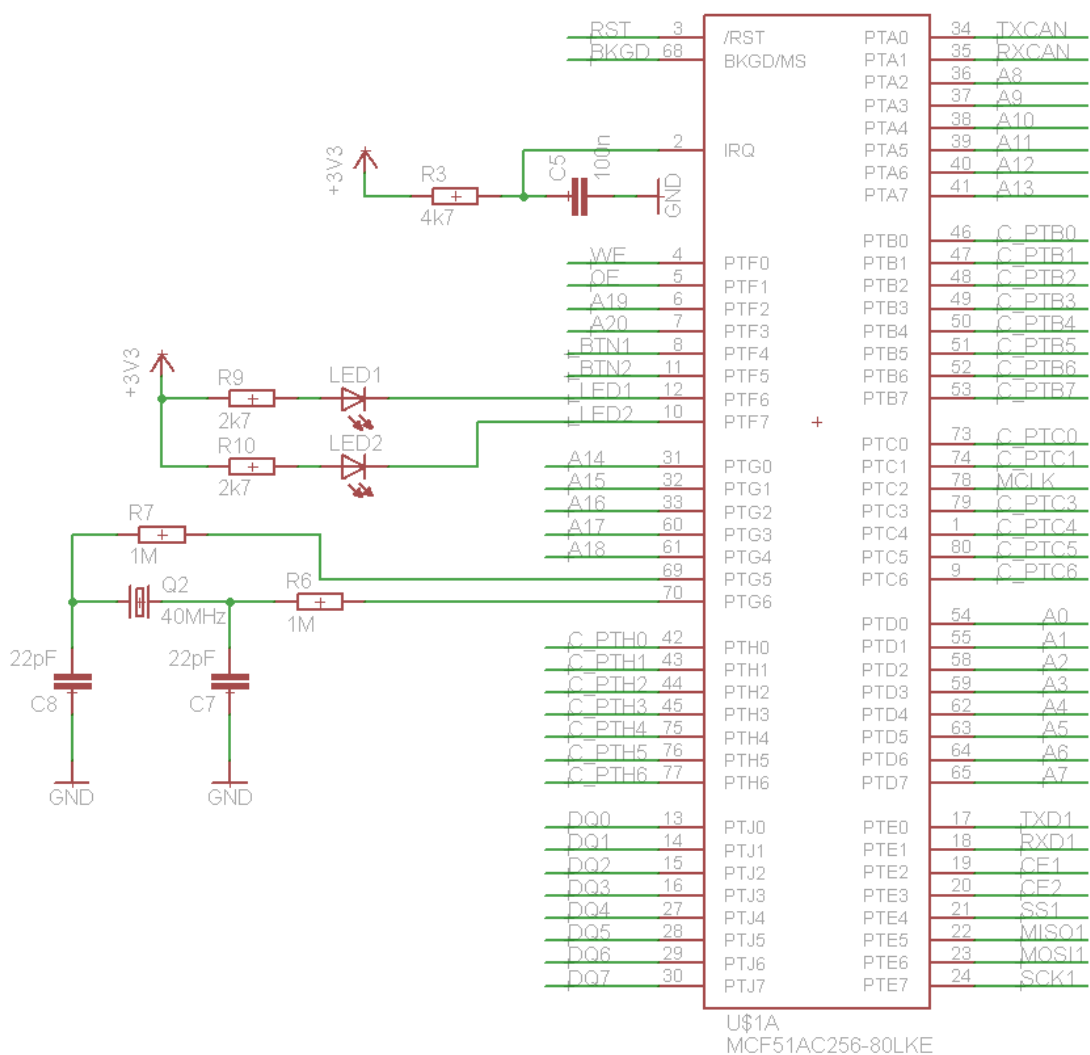 RST 3 /RST PTA0 34 TXCAN
BKGD 68 BKGD/MS PTA1 35 RXCAN
PTA2 36 A8
PTA3 37 A9
PTA4 38 A10
+3V3 R3 4k7 C5 100n GND 2 IRQ PTA5 39 A11
PTA6 40 A12
PTA7 41 A13
PTB0 46 C_PTB0
WE 4 PTF0 PTB1 47 C_PTB1
OE 5 PTF1 PTB2 48 C_PTB2
A19 6 PTF2 PTB3 49 C_PTB3
A20 7 PTF3 PTB4 50 C_PTB4
BTN1 8 PTF4 PTB5 51 C_PTB5
BTN2 11 PTF5 PTB6 52 C_PTB6
+3V3 R9 2k7 LED1 LED1 12 PTF6 PTB7 53 C_PTB7
R10 2k7 LED2 LED2 10 PTF7
PTC0 73 C_PTC0
A14 31 PTG0 PTC1 74 C_PTC1
A15 32 PTG1 PTC2 78 MCLK
A16 33 PTG2 PTC3 79 C_PTC3
A17 60 PTG3 PTC4 1 C_PTC4
A18 61 PTG4 PTC5 80 C_PTC5
R7 1M 69 PTG5 PTC6 9 C_PTC6
Q2 40MHz R6 1M 70 PTG6
PTD0 54 A0
C_PTH0 42 PTH0 PTD1 55 A1
22pF C8 22pF C7 C_PTH1 43 PTH1 PTD2 58 A2
C_PTH2 44 PTH2 PTD3 59 A3
C_PTH3 45 PTH3 PTD4 62 A4
C_PTH4 75 PTH4 PTD5 63 A5
C_PTH5 76 PTH5 PTD6 64 A6
GND GND C_PTH6 77 PTH6 PTD7 65 A7
DQ0 13 PTJ0 PTE0 17 TXD1
DQ1 14 PTJ1 PTE1 18 RXD1
DQ2 15 PTJ2 PTE2 19 CE1
DQ3 16 PTJ3 PTE3 20 CE2
DQ4 27 PTJ4 PTE4 21 SS1
DQ5 28 PTJ5 PTE5 22 MISO1
DQ6 29 PTJ6 PTE6 23 MOSI1
DQ7 30 PTJ7 PTE7 24 SCK1
U$1A
MCF51AC256-80LKE